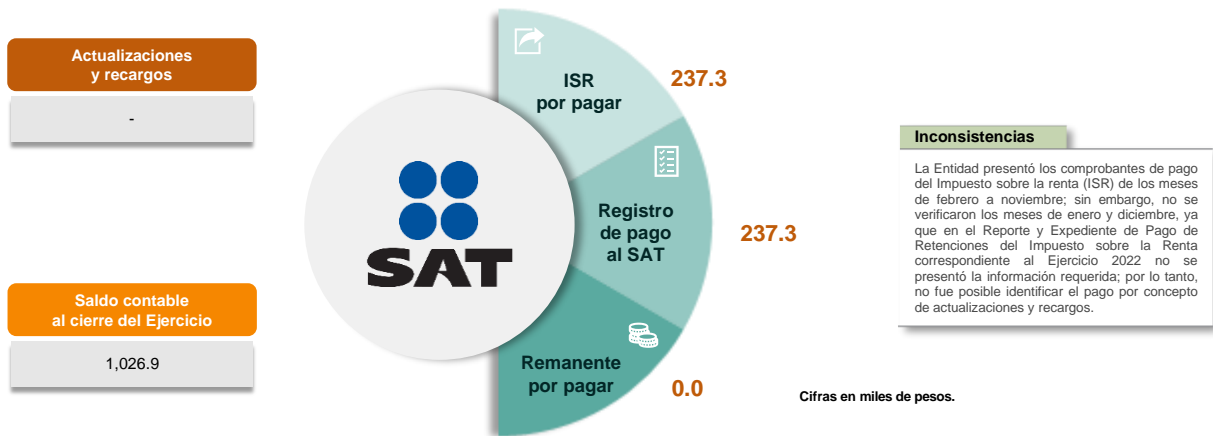 Actualizaciones
y recargos
-
Saldo contable
al cierre del Ejercicio
1,026.9
SAT
ISR
por pagar
237.3
Registro
de pago
al SAT
237.3
Remanente
por pagar
0.0
Inconsistencias
La Entidad presentó los comprobantes de pago
del Impuesto sobre la renta (ISR) de los meses
de febrero a noviembre; sin embargo, no se
verificaron los meses de enero y diciembre, ya
que en el Reporte y Expediente de Pago de
Retenciones del Impuesto sobre la Renta
correspondiente al Ejercicio 2022 no se
presentó la información requerida; por lo tanto,
no fue posible identificar el pago por concepto
de actualizaciones y recargos.
Cifras en miles de pesos.